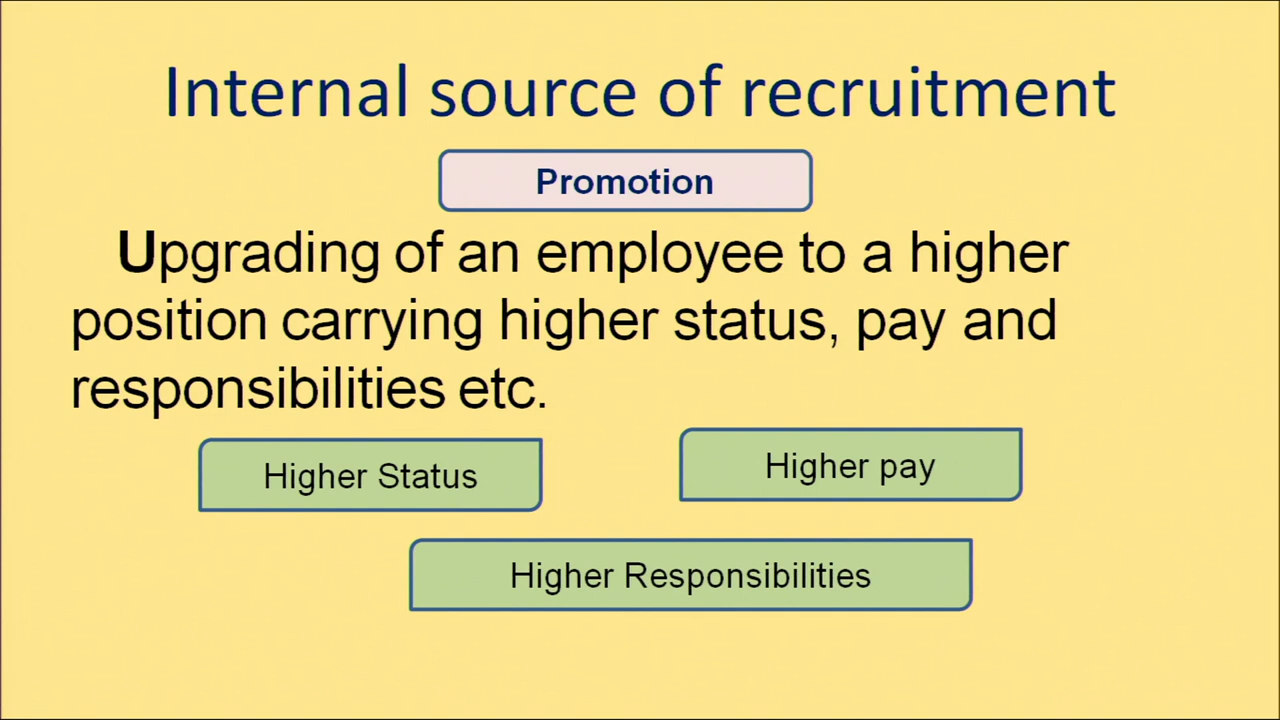 Internal source of recruitment
Promotion
Upgrading of an employee to a higher
position carrying higher status, pay and
responsibilities etc.
Higher Status
Higher pay
Higher Responsibilities